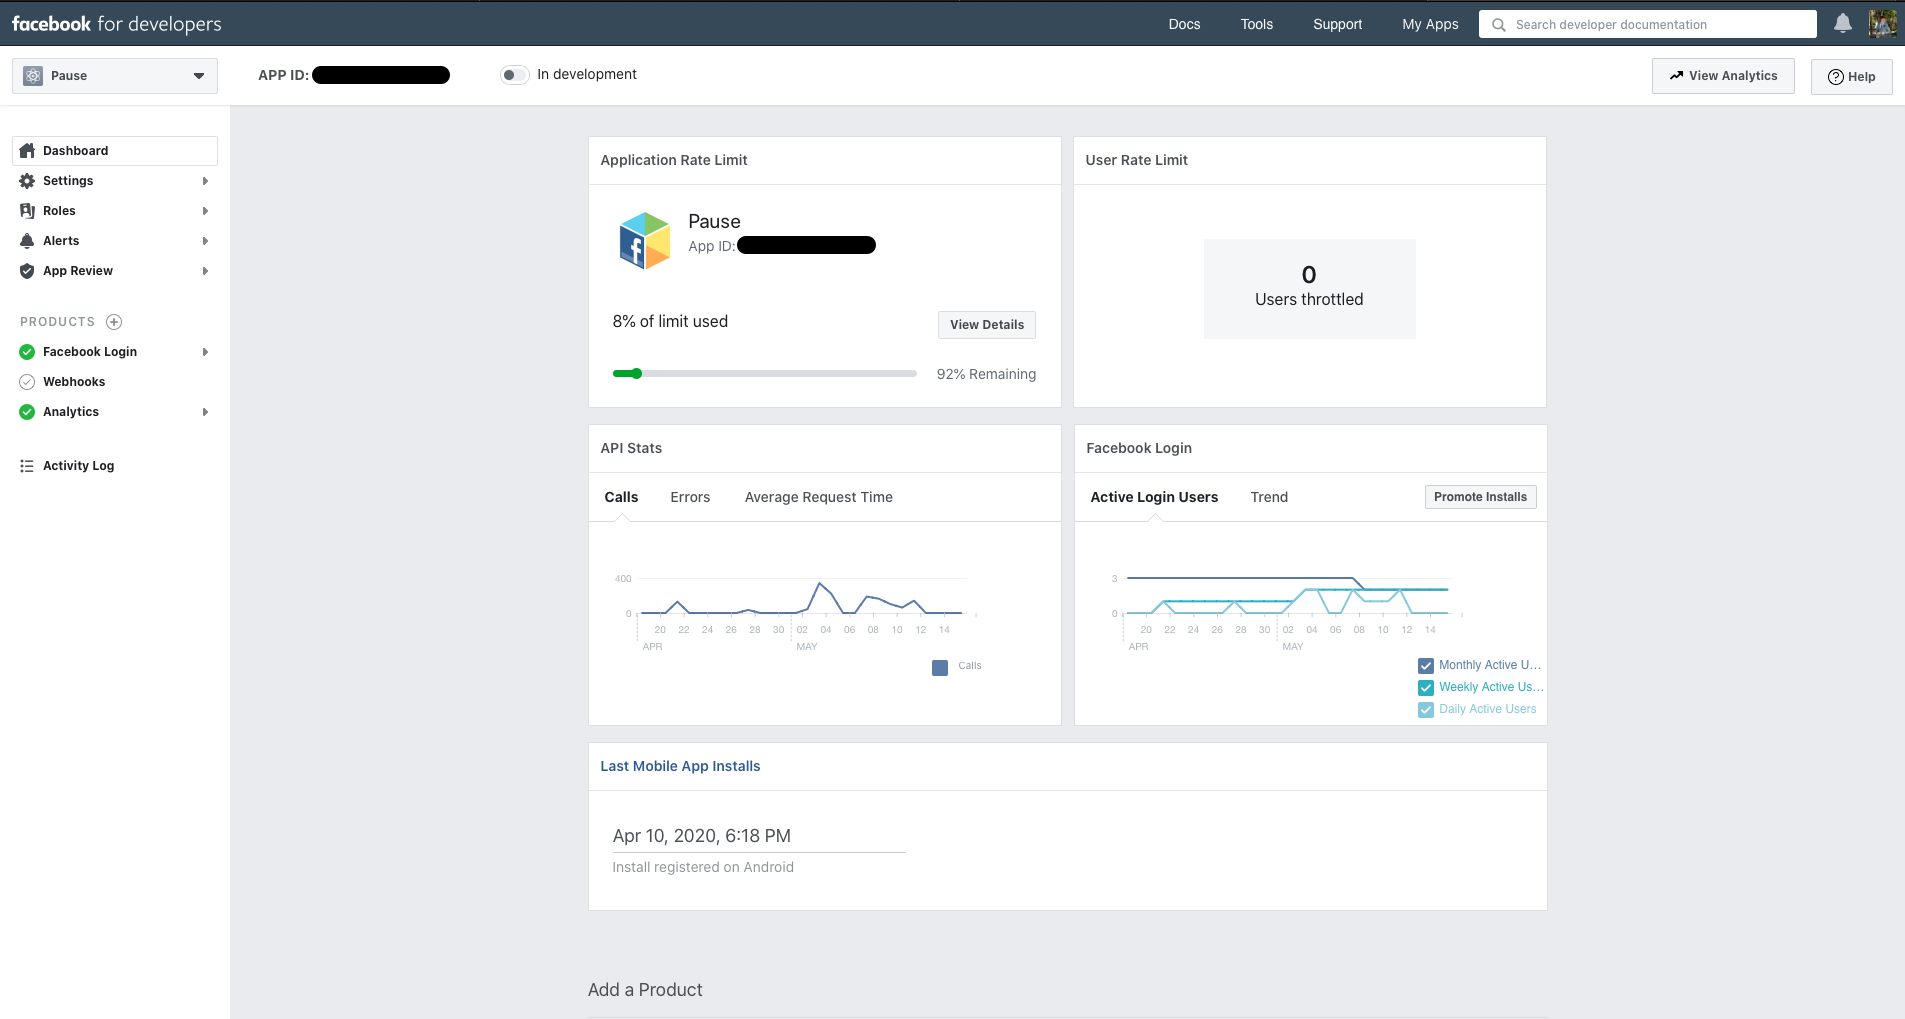 facebook for developers
Docs
Tools
Support
My Apps
Search developer documentation
Pause
APP ID:
In development
View Analytics
Help
Dashboard
Settings
Roles
Alerts
App Review
PRODUCTS
Facebook Login
Webhooks
Analytics
Activity Log
Application Rate Limit
Pause
App ID:
8% of limit used
View Details
92% Remaining
User Rate Limit
0
Users throttled
API Stats
Calls
Errors
Average Request Time
400
0
20 22 24 26 28 30 02 04 06 08 10 12 14
APR MAY
Calls
Facebook Login
Active Login Users
Trend
Promote Installs
3
0
20 22 24 26 28 30 02 04 06 08 10 12 14
APR MAY
Monthly Active U...
Weekly Active Us...
Daily Active Users
Last Mobile App Installs
Apr 10, 2020, 6:18 PM
Install registered on Android
Add a Product